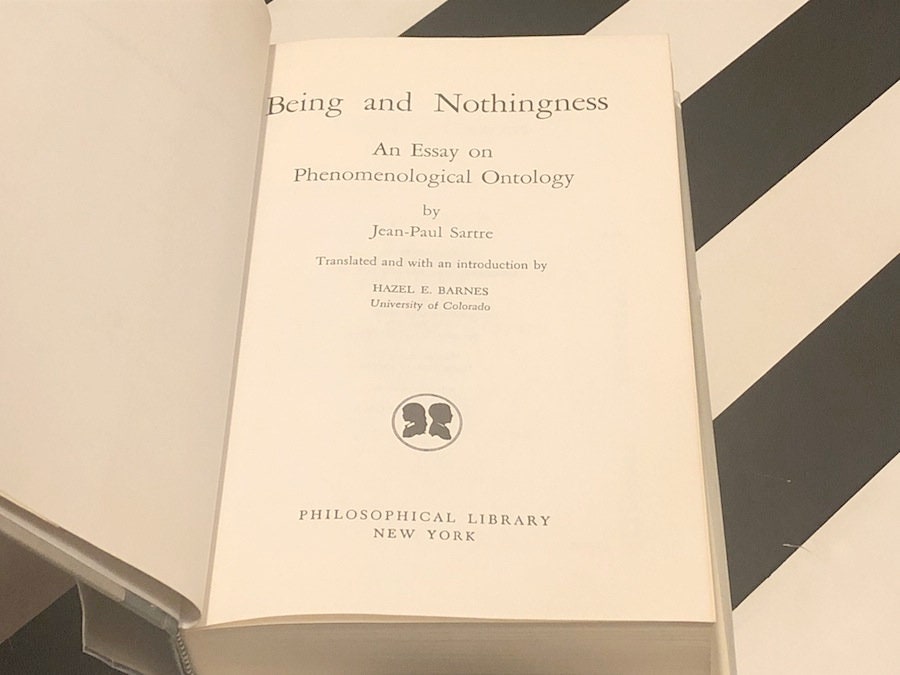 Being and Nothingness
An Essay on
Phenomenological Ontology
by
Jean-Paul Sartre
Translated and with an introduction by
HAZEL E. BARNES
University of Colorado
PHILOSOPHICAL LIBRARY
NEW YORK